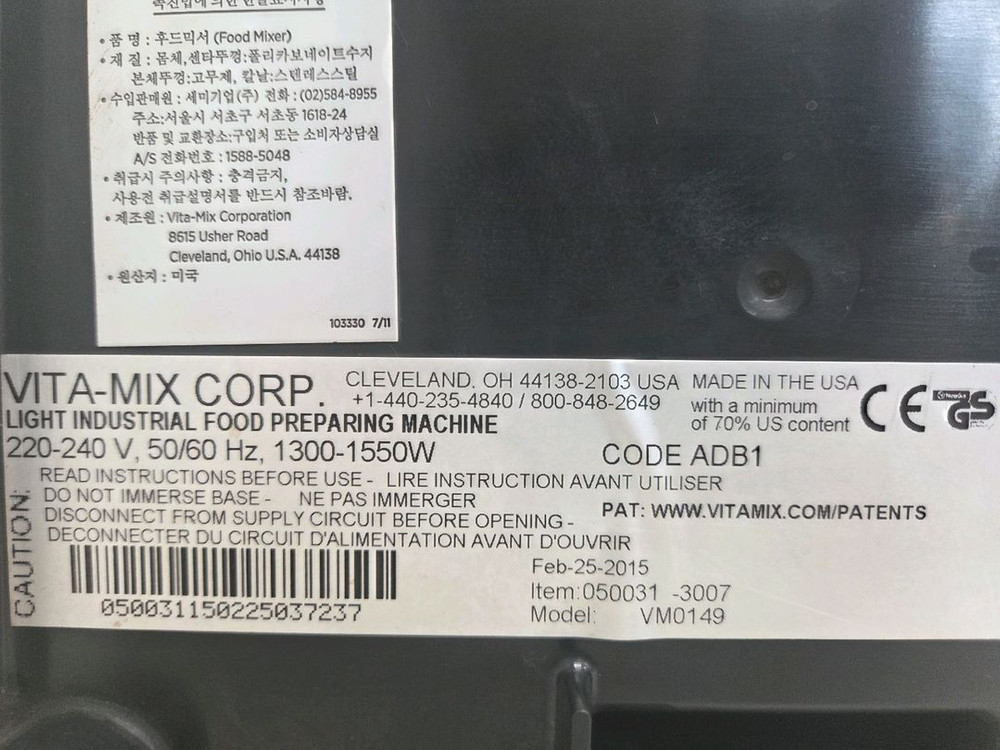 • 품 명 : 후드믹서 (Food Mixer)
• 재 질 : 몸체,센타뚜껑:폴리카보네이트수지
본체뚜껑:고무제, 칼날:스텐레스스틸
• 수입판매원 : 세미기업(주) 전화 : (02)584-8955
주소:서울시 서초구 서초동 1618-24
반품 및 교환장소:구입처 또는 소비자상담실
A/S 전화번호 : 1588-5048
• 취급시 주의사항 : 충격금지,
사용전 취급설명서를 반드시 참조바람.
• 제조원 : Vita-Mix Corporation
8615 Usher Road
Cleveland, Ohio U.S.A. 44138
• 원산지 : 미국
103330 7/11
VITA-MIX CORP. CLEVELAND, OH 44138-2103 USA
+1-440-235-4840 / 800-848-2649
MADE IN THE USA
with a minimum
of 70% US content
CE
GS
LIGHT INDUSTRIAL FOOD PREPARING MACHINE
220-240 V, 50/60 Hz, 1300-1550W CODE ADB1
CAUTION:
READ INSTRUCTIONS BEFORE USE - LIRE INSTRUCTION AVANT UTILISER
DO NOT IMMERSE BASE - NE PAS IMMERGER
DISCONNECT FROM SUPPLY CIRCUIT BEFORE OPENING -
DECONNECTER DU CIRCUIT D'ALIMENTATION AVANT D'OUVRIR
PAT: WWW.VITAMIX.COM/PATENTS
050031150225037237
Feb-25-2015
Item:050031 -3007
Model: VM0149